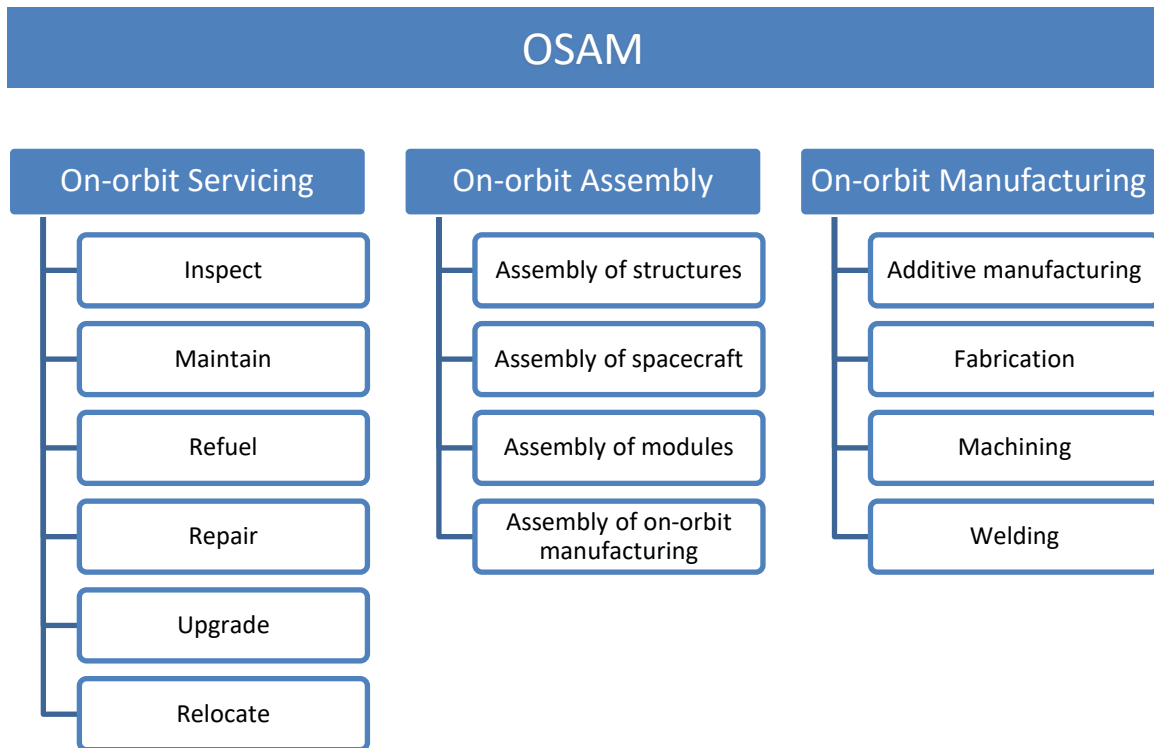 OSAM
On-orbit Servicing
Inspect
Maintain
Refuel
Repair
Upgrade
Relocate
On-orbit Assembly
Assembly of structures
Assembly of spacecraft
Assembly of modules
Assembly of on-orbit
manufacturing
On-orbit Manufacturing
Additive manufacturing
Fabrication
Machining
Welding